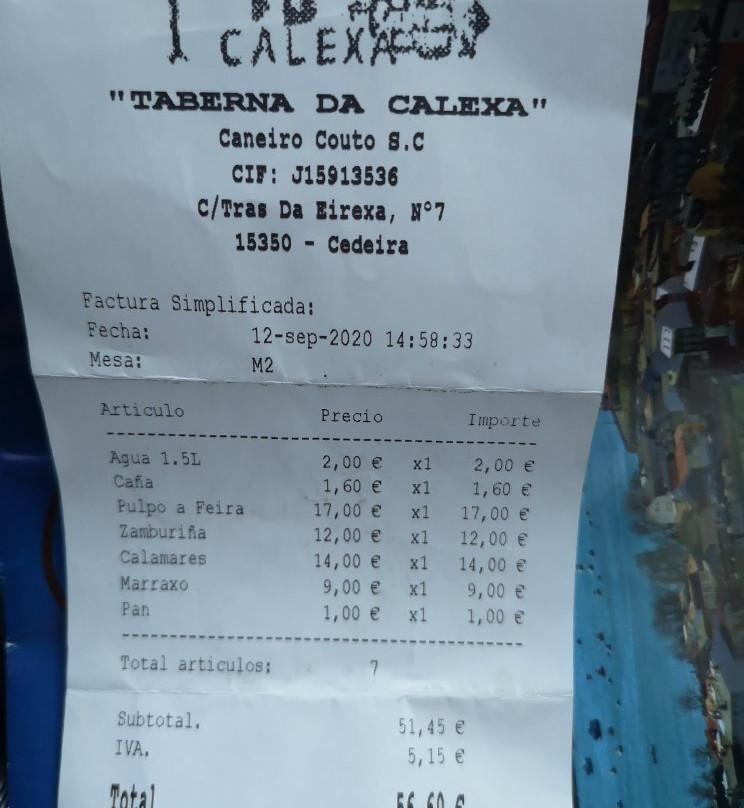 CALEXA
"TABERNA DA CALEXA"
Caneiro Couto S.C
CIF: J15913536
C/Tras Da Eirexa, Nº7
15350 - Cedeira
Factura Simplificada:
Fecha: 12-sep-2020 14:58:33
Mesa: M2
Articulo Precio Importe
Agua 1.5L 2,00 € x1 2,00 €
Caña 1,60 € x1 1,60 €
Pulpo a Feira 17,00 € x1 17,00 €
Zamburiña 12,00 € x1 12,00 €
Calamares 14,00 € x1 14,00 €
Marraxo 9,00 € x1 9,00 €
Pan 1,00 € x1 1,00 €
Total articulos: 7
Subtotal. 51,45 €
IVA. 5,15 €
Total 56,60 €